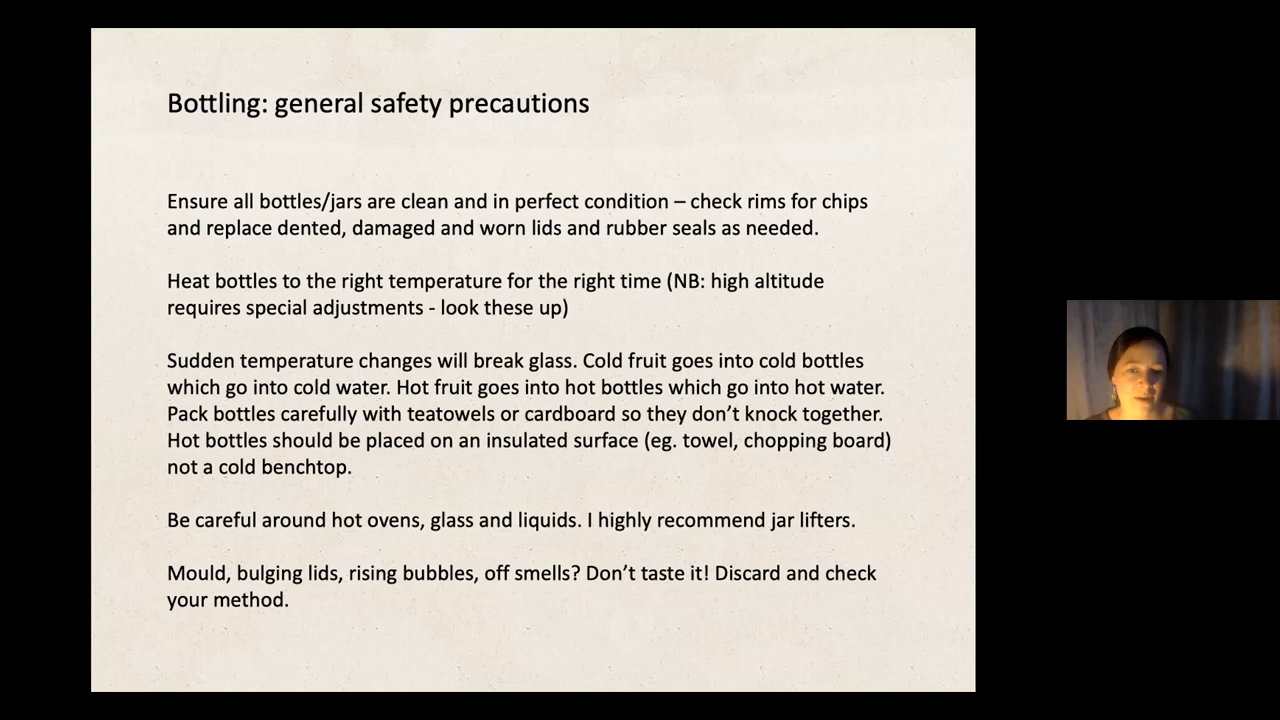 Bottling: general safety precautions
Ensure all bottles/jars are clean and in perfect condition – check rims for chips
and replace dented, damaged and worn lids and rubber seals as needed.
Heat bottles to the right temperature for the right time (NB: high altitude
requires special adjustments - look these up)
Sudden temperature changes will break glass. Cold fruit goes into cold bottles
which go into cold water. Hot fruit goes into hot bottles which go into hot water.
Pack bottles carefully with teatowels or cardboard so they don’t knock together.
Hot bottles should be placed on an insulated surface (eg. towel, chopping board)
not a cold benchtop.
Be careful around hot ovens, glass and liquids. I highly recommend jar lifters.
Mould, bulging lids, rising bubbles, off smells? Don’t taste it! Discard and check
your method.